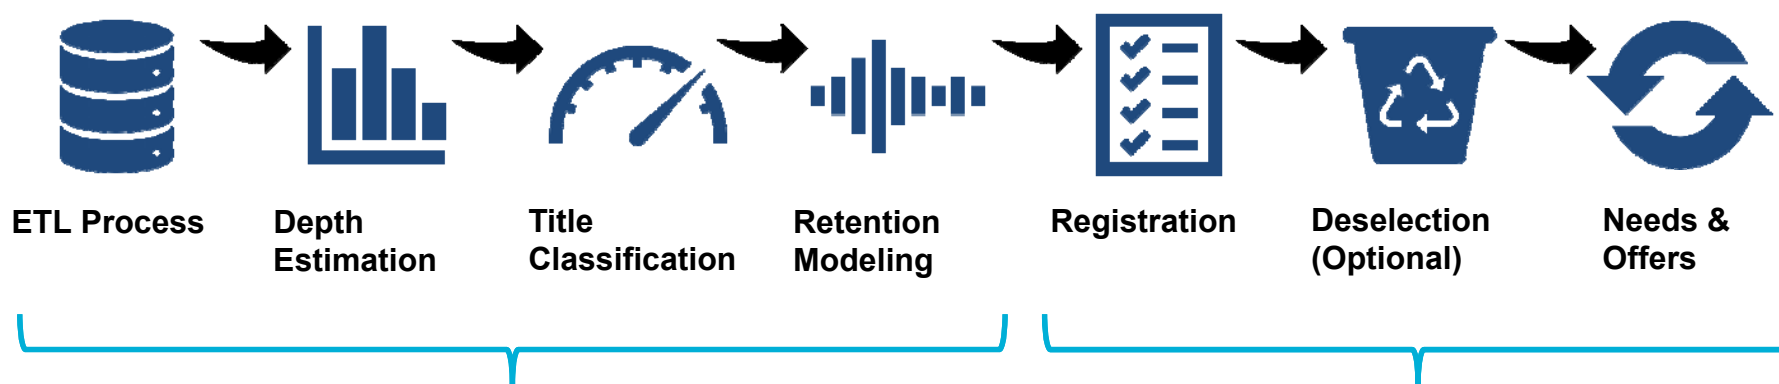 ETL Process
Depth
Estimation
Title
Classification
Retention
Modeling
Registration
Deselection
(Optional)
Needs &
Offers